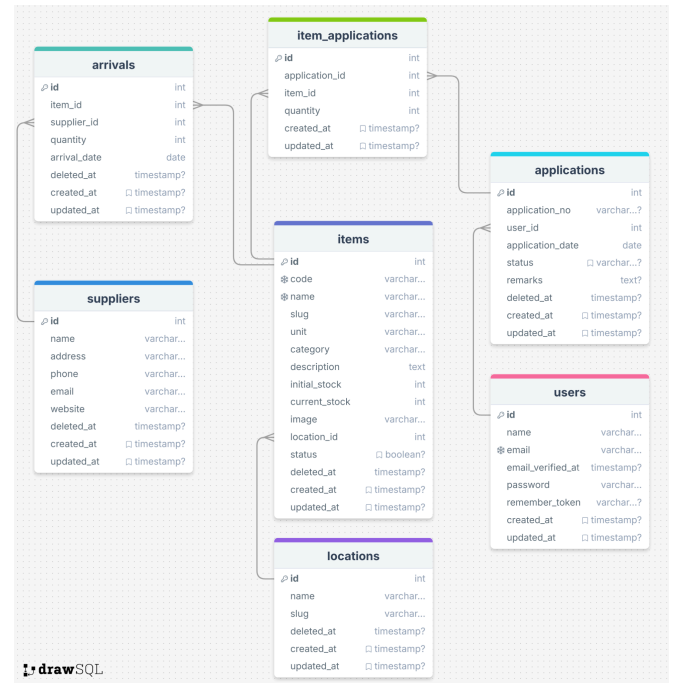 item_applications
id int
application_id int
item_id int
quantity int
created_at timestamp?
updated_at timestamp?
arrivals
id int
item_id int
supplier_id int
quantity int
arrival_date date
deleted_at timestamp?
created_at timestamp?
updated_at timestamp?
applications
id int
application_no varchar...?
user_id int
application_date date
status varchar...?
remarks text?
deleted_at timestamp?
created_at timestamp?
updated_at timestamp?
items
id int
code varchar...
name varchar...
slug varchar...
unit varchar...
category varchar...
description text
initial_stock int
current_stock int
image varchar...
location_id int
status boolean?
deleted_at timestamp?
created_at timestamp?
updated_at timestamp?
suppliers
id int
name varchar...
address varchar...
phone varchar...
email varchar...
website varchar...
deleted_at timestamp?
created_at timestamp?
updated_at timestamp?
users
id int
name varchar...
email varchar...
email_verified_at timestamp?
password varchar...
remember_token varchar...?
created_at timestamp?
updated_at timestamp?
locations
id int
name varchar...
slug varchar...
deleted_at timestamp?
created_at timestamp?
updated_at timestamp?
drawSQL